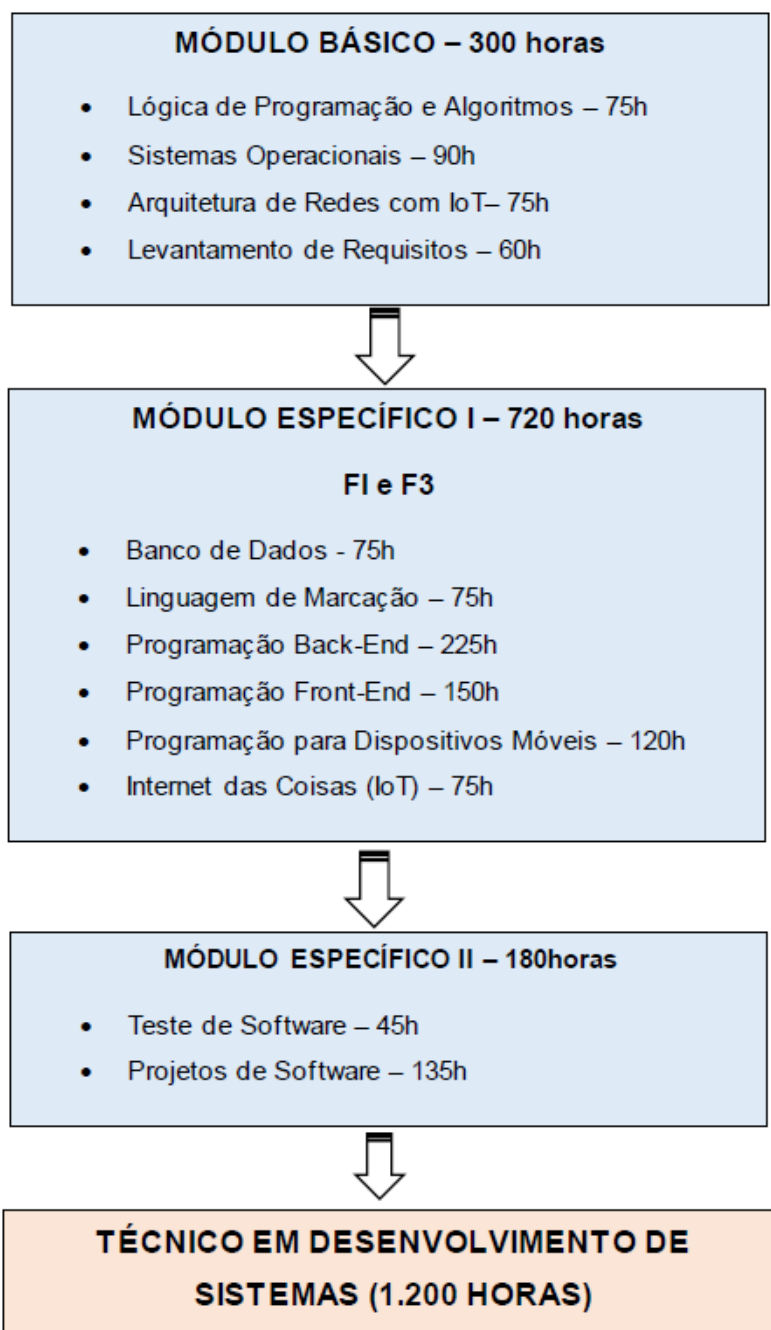 MÓDULO BÁSICO – 300 horas
• Lógica de Programação e Algoritmos – 75h
• Sistemas Operacionais – 90h
• Arquitetura de Redes com IoT– 75h
• Levantamento de Requisitos – 60h
MÓDULO ESPECÍFICO I – 720 horas
FI e F3
• Banco de Dados - 75h
• Linguagem de Marcação – 75h
• Programação Back-End – 225h
• Programação Front-End – 150h
• Programação para Dispositivos Móveis – 120h
• Internet das Coisas (IoT) – 75h
MÓDULO ESPECÍFICO II – 180horas
• Teste de Software – 45h
• Projetos de Software – 135h
TÉCNICO EM DESENVOLVIMENTO DE
SISTEMAS (1.200 HORAS)